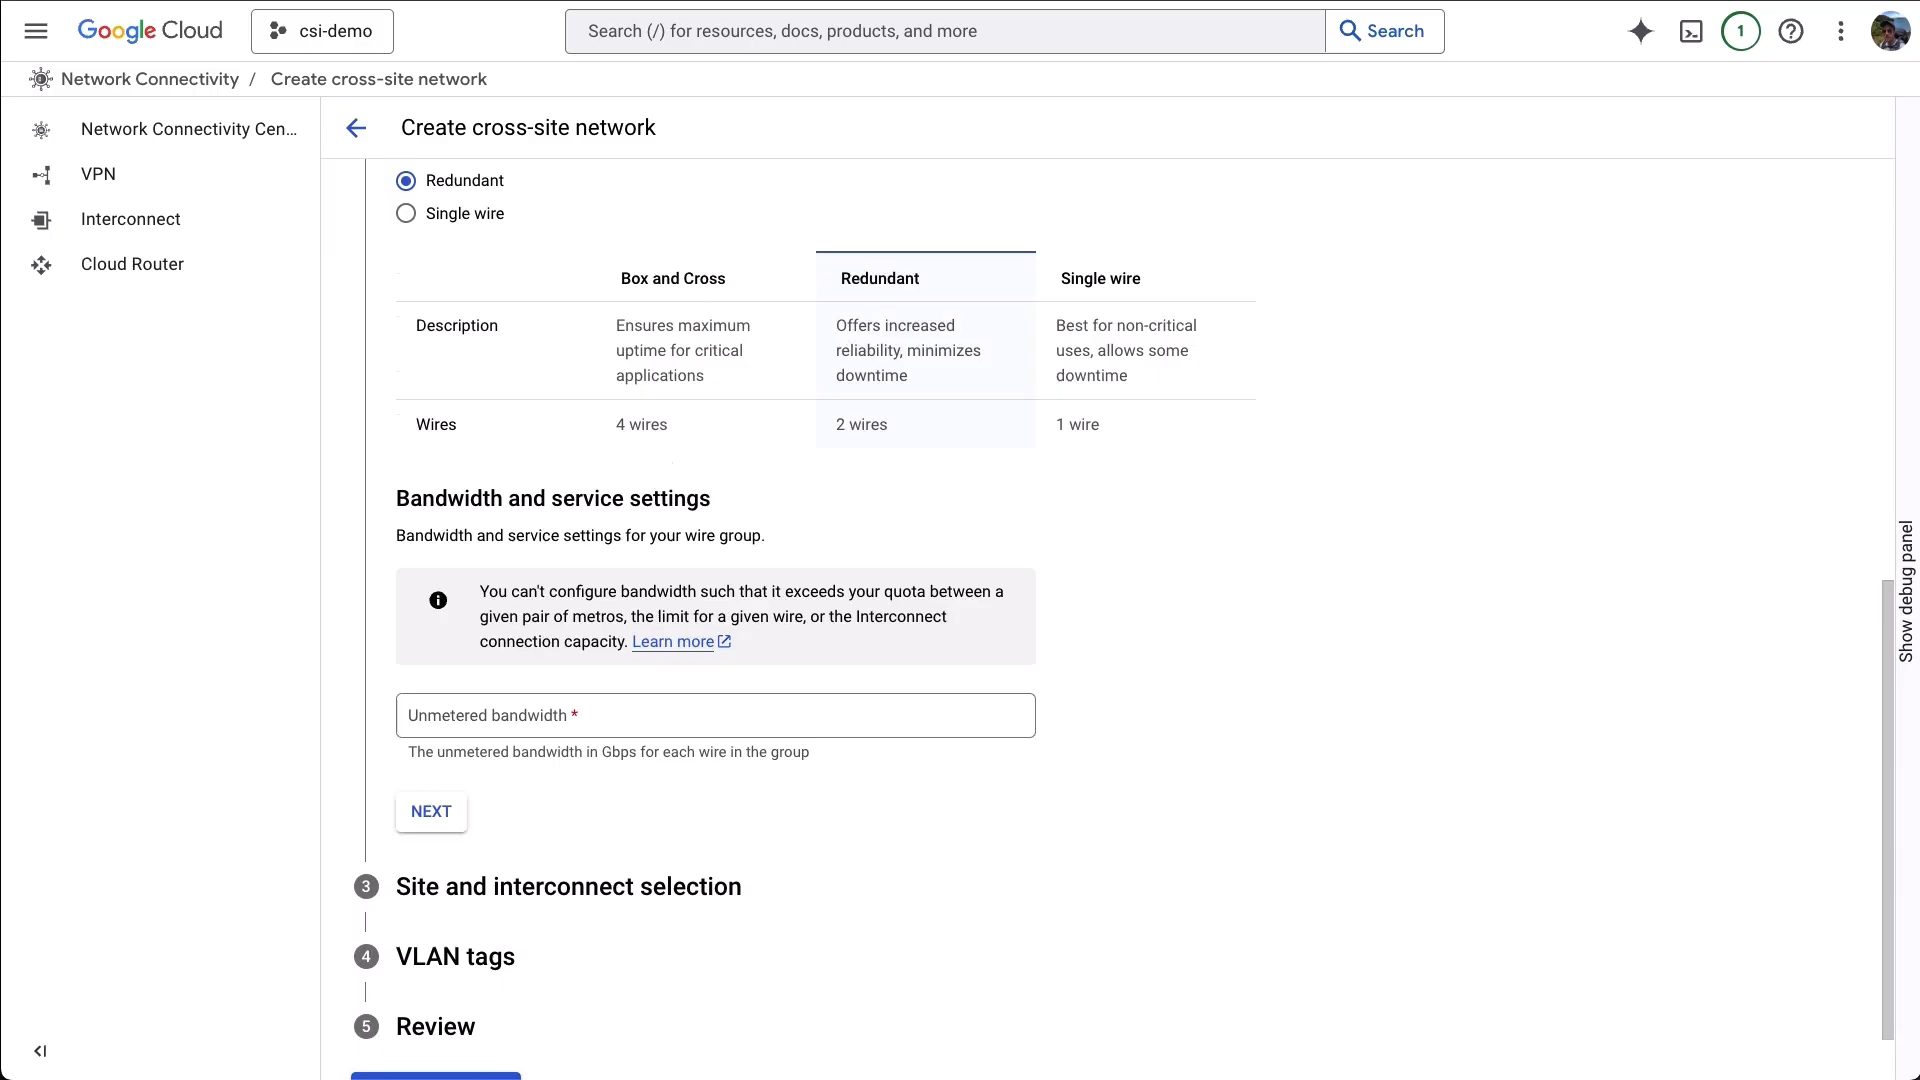 Google Cloud
csi-demo
Search (/) for resources, docs, products, and more
Search
1
Network Connectivity / Create cross-site network
Network Connectivity Cen...
VPN
Interconnect
Cloud Router
Create cross-site network
Redundant
Single wire
Box and Cross Redundant Single wire
Description
Ensures maximum
uptime for critical
applications
Offers increased
reliability, minimizes
downtime
Best for non-critical
uses, allows some
downtime
Wires 4 wires 2 wires 1 wire
Bandwidth and service settings
Bandwidth and service settings for your wire group.
You can't configure bandwidth such that it exceeds your quota between a
given pair of metros, the limit for a given wire, or the Interconnect
connection capacity. Learn more
Unmetered bandwidth *
The unmetered bandwidth in Gbps for each wire in the group
NEXT
3 Site and interconnect selection
4 VLAN tags
5 Review
Show debug panel